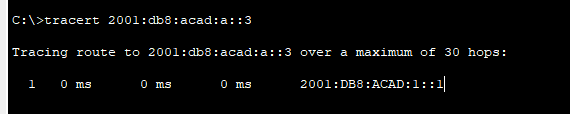 C:\>tracert 2001:db8:acad:a::3
Tracing route to 2001:db8:acad:a::3 over a maximum of 30 hops:
1 0 ms 0 ms 0 ms 2001:DB8:ACAD:1::1